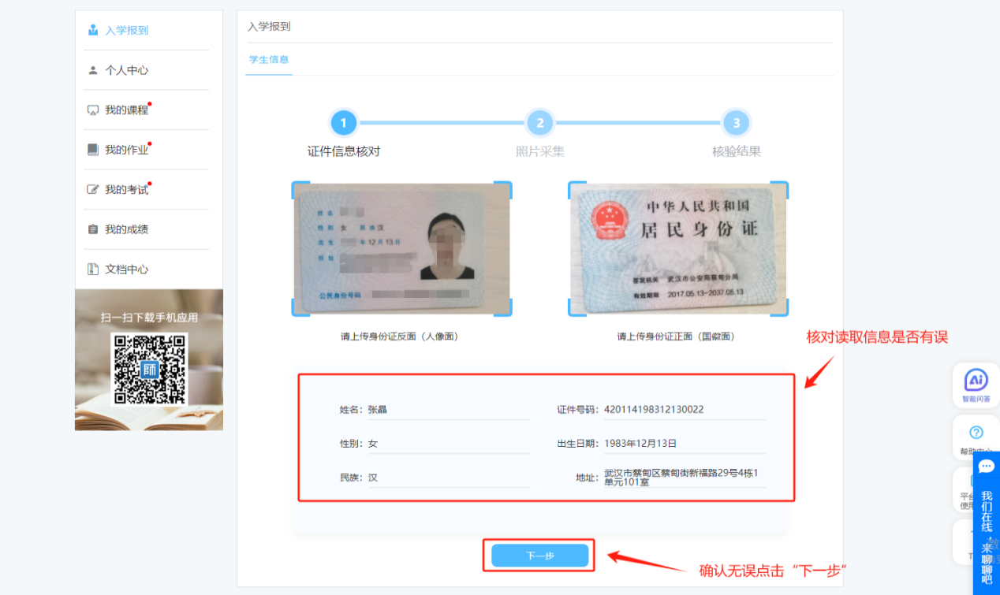 入学报到
个人中心
我的课程
我的作业
我的考试
我的成绩
文档中心
扫一扫下载手机应用
師
入学报到
学生信息
1
2
3
证件信息核对
照片采集
核验结果
姓名
性别 女 民族 汉
出生 年 12 月 13 日
住址
公民身份号码
中华人民共和国
居民身份证
签发机关 武汉市公安局蔡甸分局
有效期限 2017.05.13-2037.05.13
请上传身份证反面（人像面）
请上传身份证正面（国徽面）
核对读取信息是否有误
姓名：张晶
证件号码：420114198312130022
性别：女
出生日期：1983年12月13日
民族：汉
地址：武汉市蔡甸区蔡甸街新福路29号4栋1
单元101室
下一步
确认无误点击“下一步”
Ai
智能问答
帮助中心
我们在线，来聊聊吧